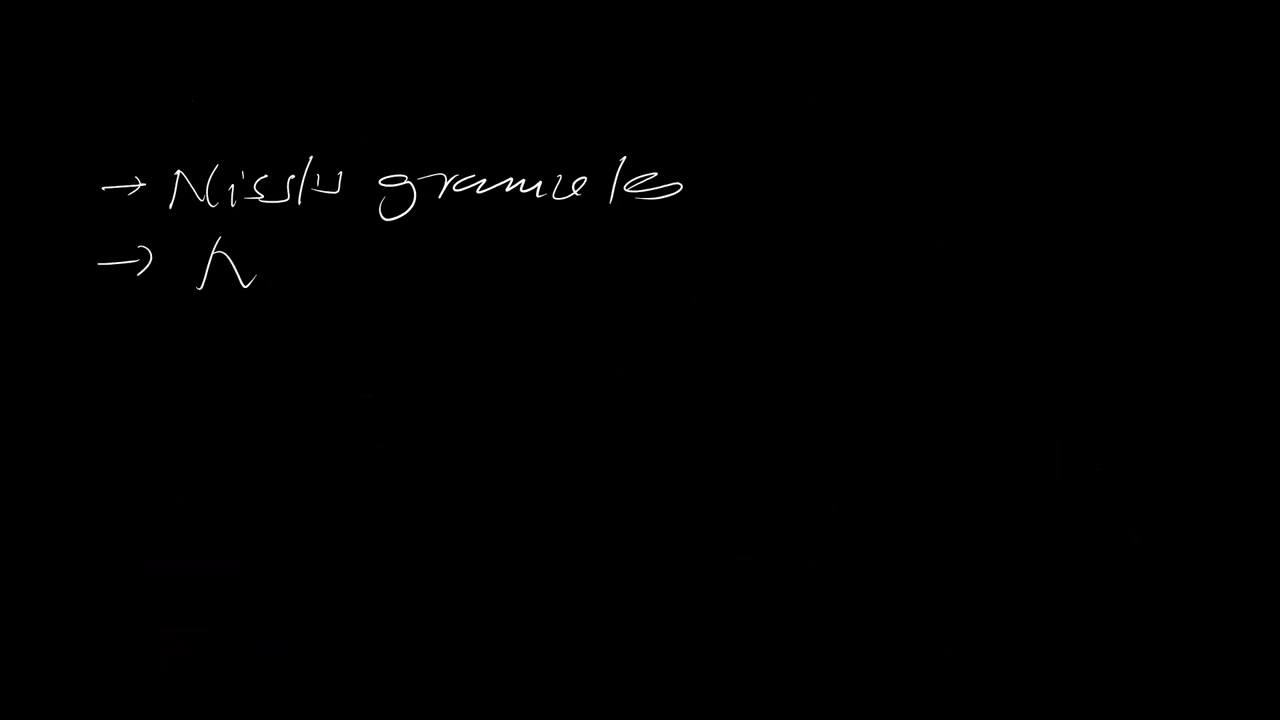 → Nissl's granules
→ N